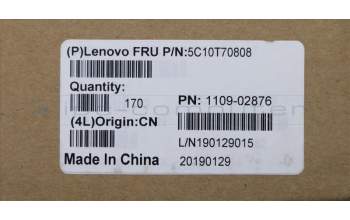 (P)Lenovo FRU P/N:5C10T70808
Quantity:
170
PN: 1109-02876
(4L)Origin:CN
L/N190129015
Made In China
20190129